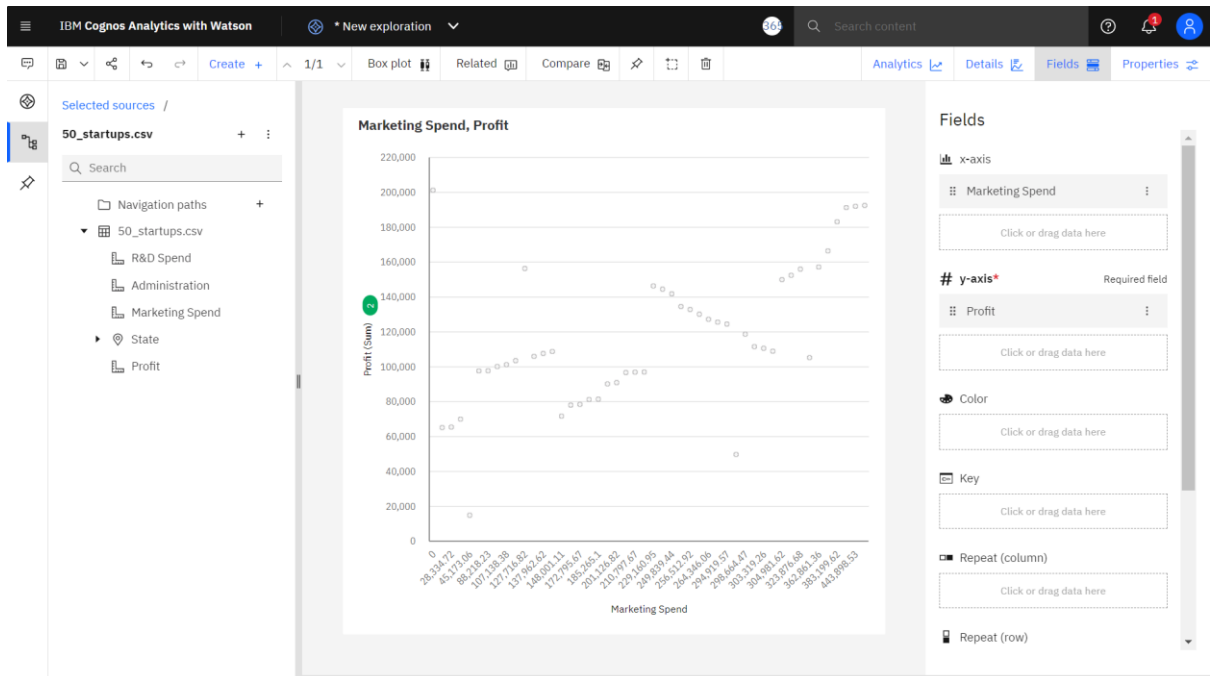 IBM Cognos Analytics with Watson
* New exploration
365
Search content
2
Create +
1/1
Box plot
Related
Compare
Analytics
Details
Fields
Properties
Selected sources /
50_startups.csv
Search
Navigation paths
50_startups.csv
R&D Spend
Administration
Marketing Spend
State
Profit
Marketing Spend, Profit
220,000
200,000
180,000
160,000
140,000
120,000
100,000
80,000
60,000
40,000
20,000
0
2
Profit (Sum)
0
28,334.72
45,173.06
88,218.23
107,138.38
127,716.82
137,962.62
148,001.11
172,795.67
185,265.1
201,126.82
210,797.67
229,160.95
249,839.44
256,512.92
264,346.06
294,919.57
298,664.47
303,319.26
304,981.62
323,876.68
362,861.36
383,199.62
443,898.53
Marketing Spend
Fields
x-axis
Marketing Spend
Click or drag data here
# y-axis*
Required field
Profit
Click or drag data here
Color
Click or drag data here
Key
Click or drag data here
Repeat (column)
Click or drag data here
Repeat (row)